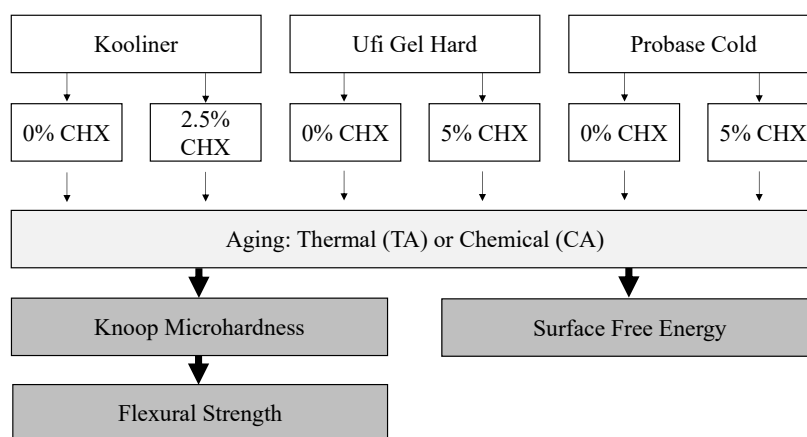 Kooliner
Ufi Gel Hard
Probase Cold
0% CHX
2.5%
CHX
0% CHX
5% CHX
0% CHX
5% CHX
Aging: Thermal (TA) or Chemical (CA)
Knoop Microhardness
Surface Free Energy
Flexural Strength